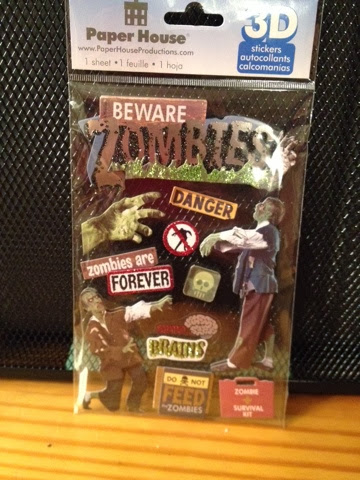 Paper House®
www.PaperHouseProductions.com
1 sheet • 1 feuille • 1 hoja
3D
stickers
autocollants
calcomanías
BEWARE
ZOMBIES
DANGER
zombies are
FOREVER
BRAINS
DO NOT
FEED
ZOMBIES
ZOMBIE
SURVIVAL
KIT